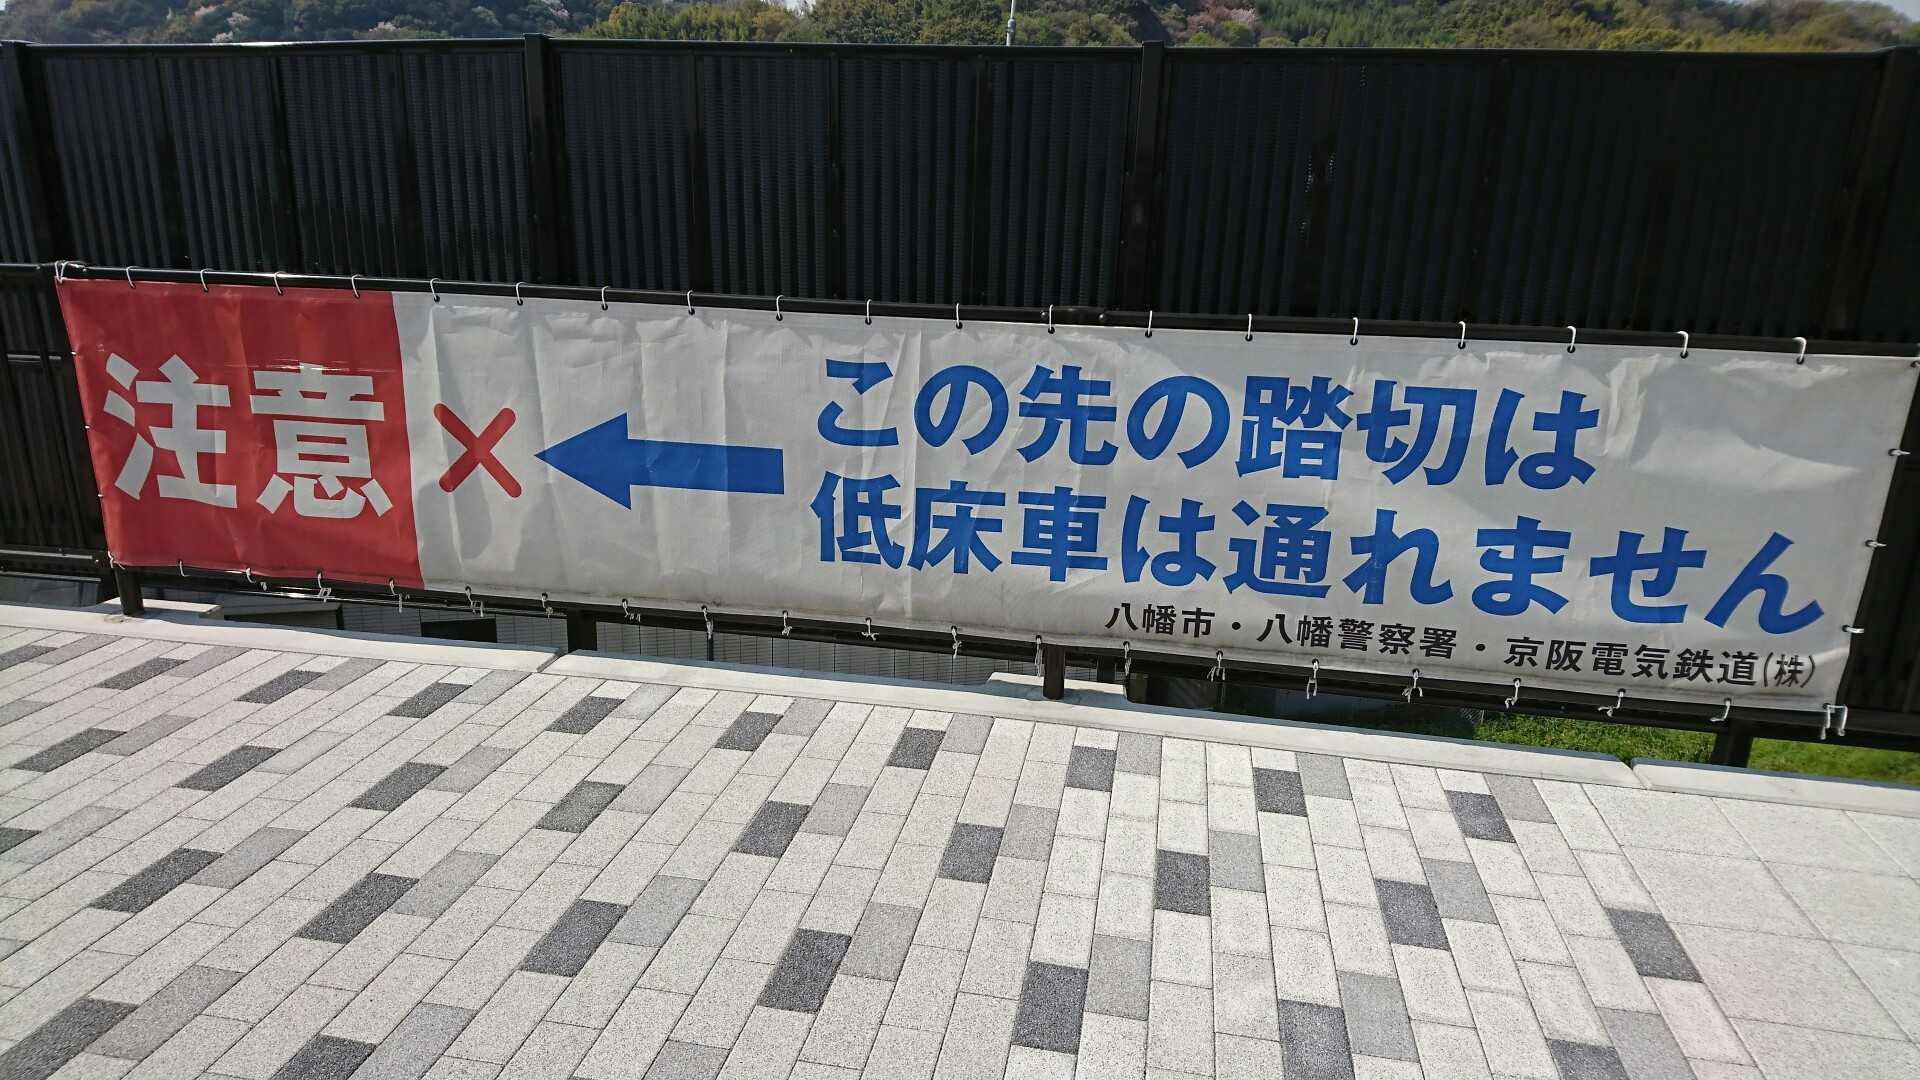 注意
×
←
この先の踏切は
低床車は通れません
八幡市・八幡警察署・京阪電気鉄道(株)